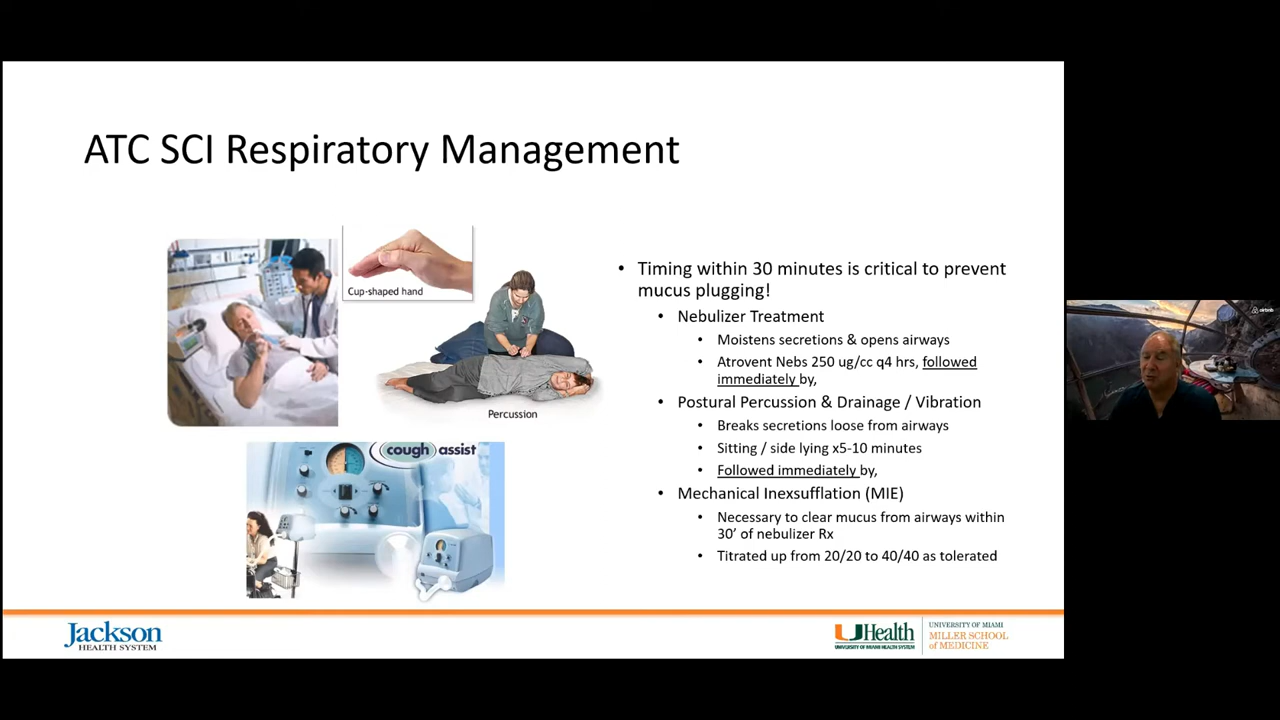 ATC SCI Respiratory Management
Cup-shaped hand
Percussion
cough assist
• Timing within 30 minutes is critical to prevent
mucus plugging!
• Nebulizer Treatment
• Moistens secretions & opens airways
• Atrovent Nebs 250 ug/cc q4 hrs, followed
immediately by,
• Postural Percussion & Drainage / Vibration
• Breaks secretions loose from airways
• Sitting / side lying x5-10 minutes
• Followed immediately by,
• Mechanical Inexsufflation (MIE)
• Necessary to clear mucus from airways within
30’ of nebulizer Rx
• Titrated up from 20/20 to 40/40 as tolerated
airbnb
Jackson
HEALTH SYSTEM
UHealth
UNIVERSITY OF MIAMI HEALTH SYSTEM
UNIVERSITY OF MIAMI
MILLER SCHOOL
of MEDICINE